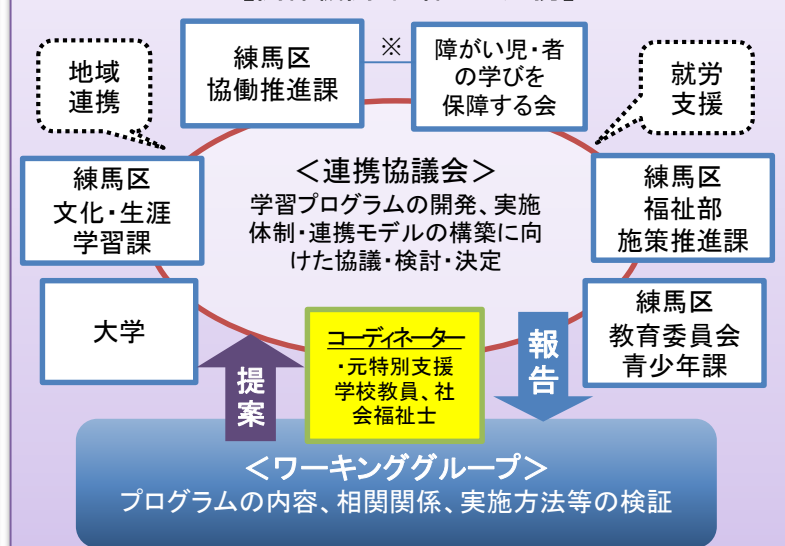 練馬区
協働推進課
※
障がい児・者
の学びを
保障する会
地域
連携
就労
支援
練馬区
文化・生涯
学習課
＜連携協議会＞
学習プログラムの開発、実施
体制・連携モデルの構築に向
けた協議・検討・決定
練馬区
福祉部
施策推進課
大学
コーディネーター
・元特別支援
学校教員、社
会福祉士
練馬区
教育委員会
青少年課
提案
報告
＜ワーキンググループ＞
プログラムの内容、相関関係、実施方法等の検証